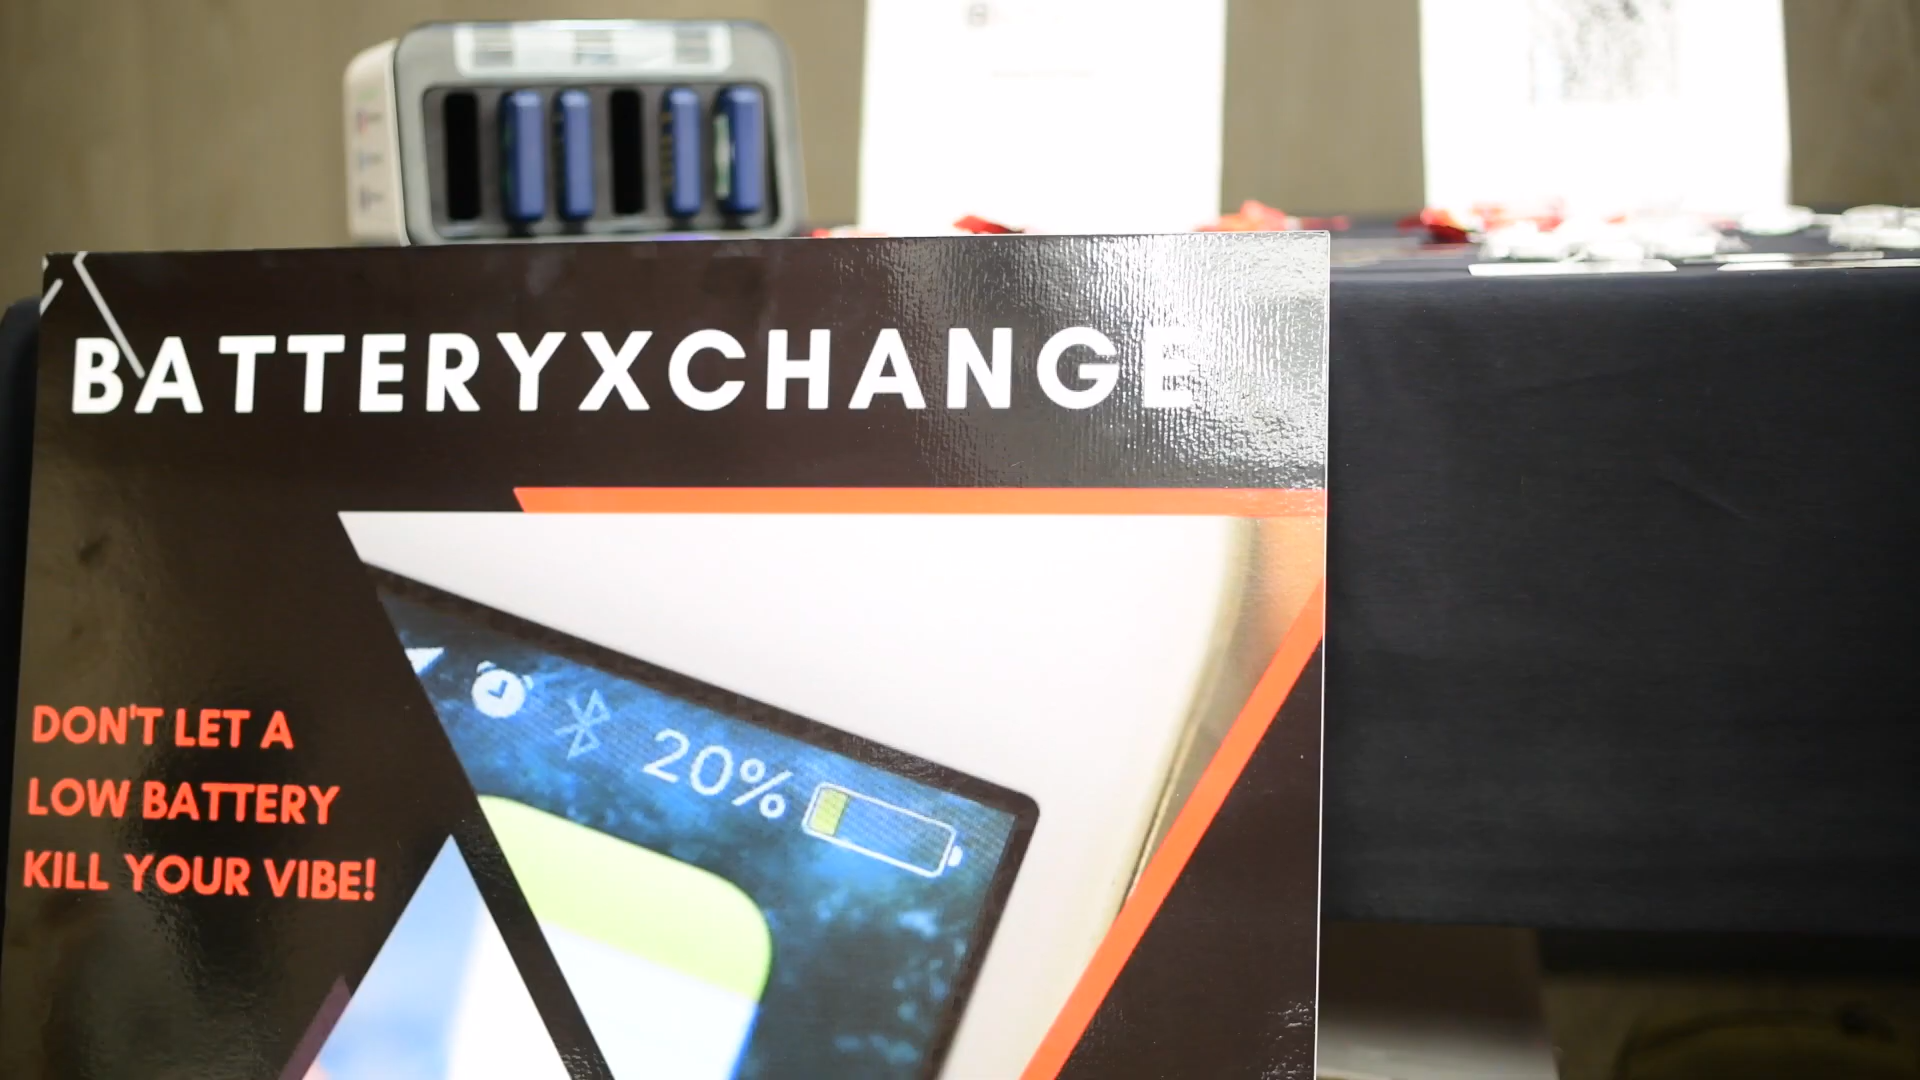 BATTERYXCHANGE
DON'T LET A
LOW BATTERY
KILL YOUR VIBE!
20%